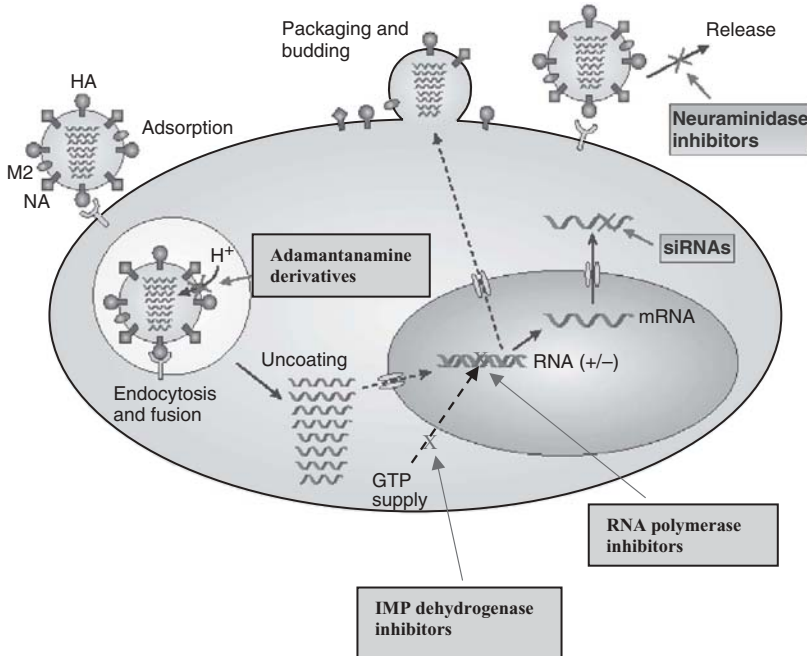 Packaging and
budding
Release
Neuraminidase
inhibitors
HA
Adsorption
M2
NA
H⁺
Adamantanamine
derivatives
siRNAs
mRNA
Uncoating
RNA (+/–)
Endocytosis
and fusion
X
X
GTP
supply
RNA polymerase
inhibitors
IMP dehydrogenase
inhibitors